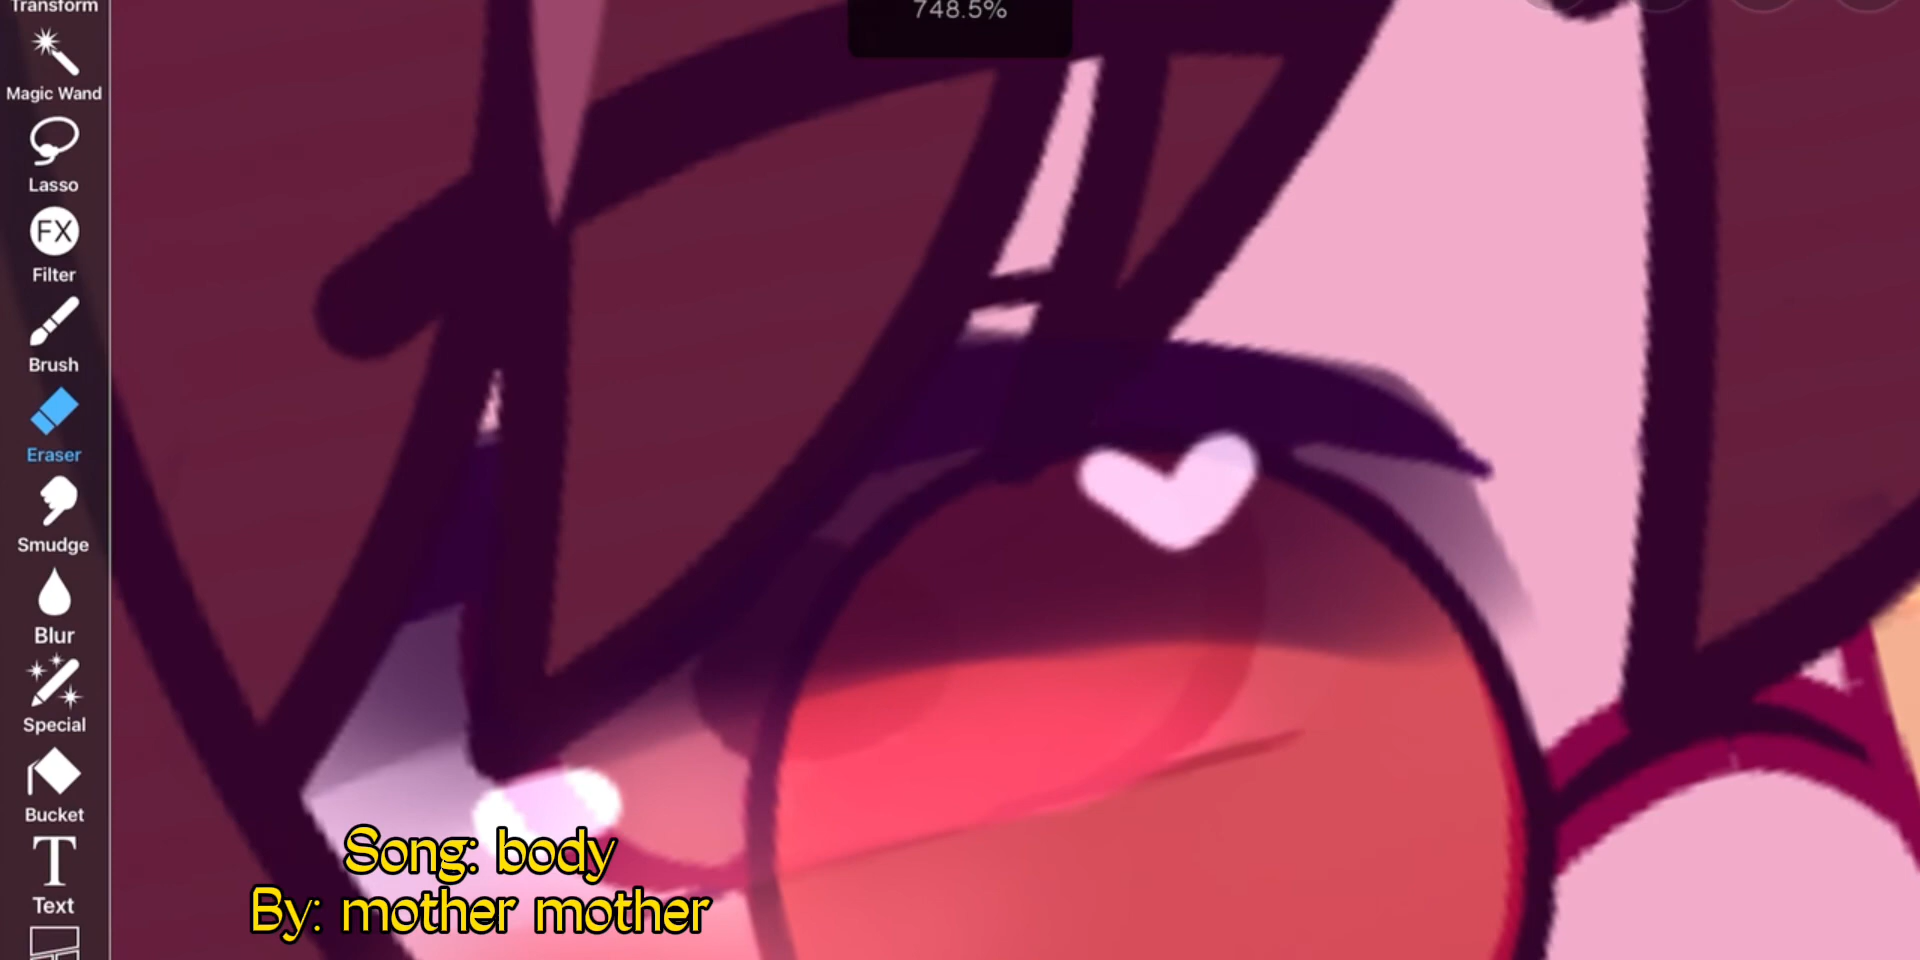 Transform
748.5%
Magic Wand
Lasso
FX
Filter
Brush
Eraser
Smudge
Blur
Special
Bucket
T
Text
Song: body
By: mother mother